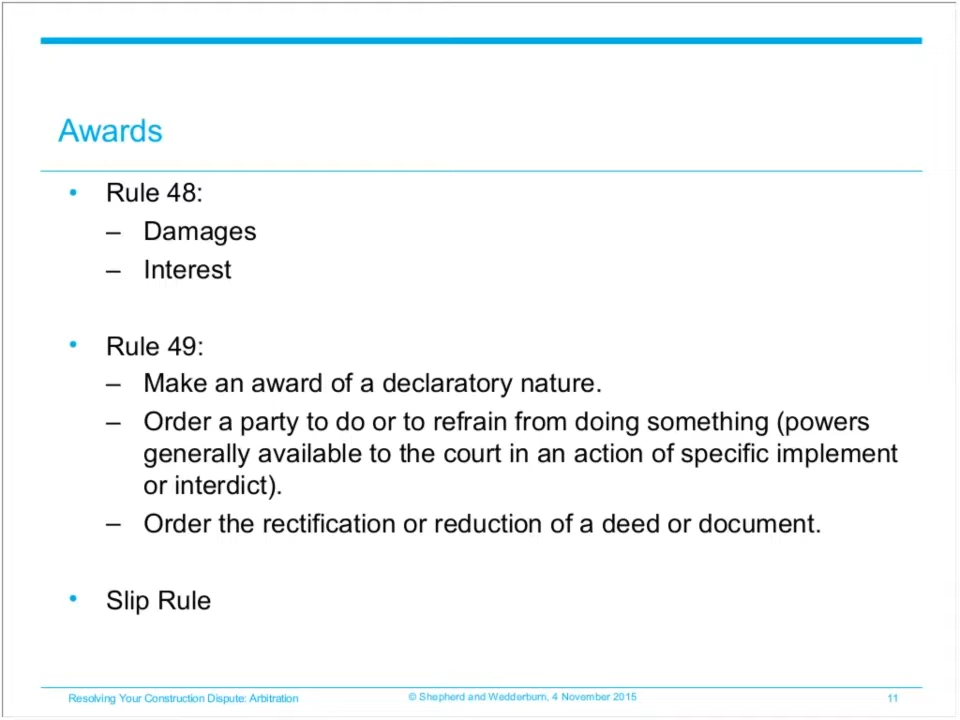 Awards
• Rule 48:
– Damages
– Interest
• Rule 49:
– Make an award of a declaratory nature.
– Order a party to do or to refrain from doing something (powers
generally available to the court in an action of specific implement
or interdict).
– Order the rectification or reduction of a deed or document.
• Slip Rule
Resolving Your Construction Dispute: Arbitration
© Shepherd and Wedderburn, 4 November 2015
11